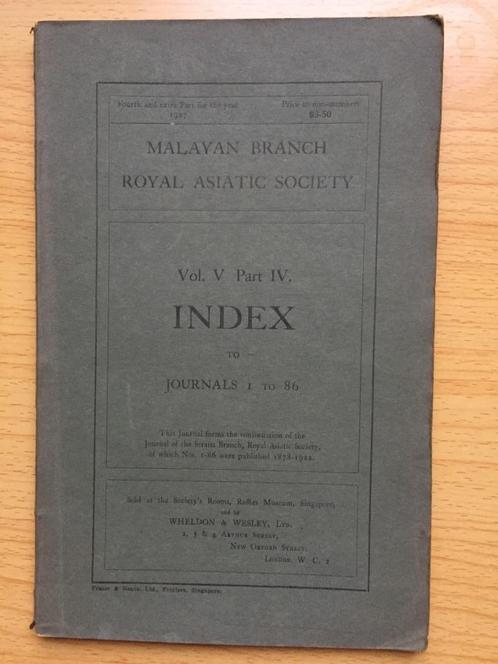 Fourth and extra Part for the year
1927
Price to non-members
$3-50
MALAYAN BRANCH
ROYAL ASIATIC SOCIETY
Vol. V Part IV.
INDEX
TO
JOURNALS 1 TO 86
This Journal forms the continuation of the
Journal of the Straits Branch, Royal Asiatic Society,
of which Nos. 1-86 were published 1878-1922.
Sold at the Society's Rooms, Raffles Museum, Singapore,
and by
WHELDON & WESLEY, LTD.
2, 3 & 4 ARTHUR STREET,
NEW OXFORD STREET,
LONDON, W. C. 1
Fraser & Neave, Ltd., Printers, Singapore.